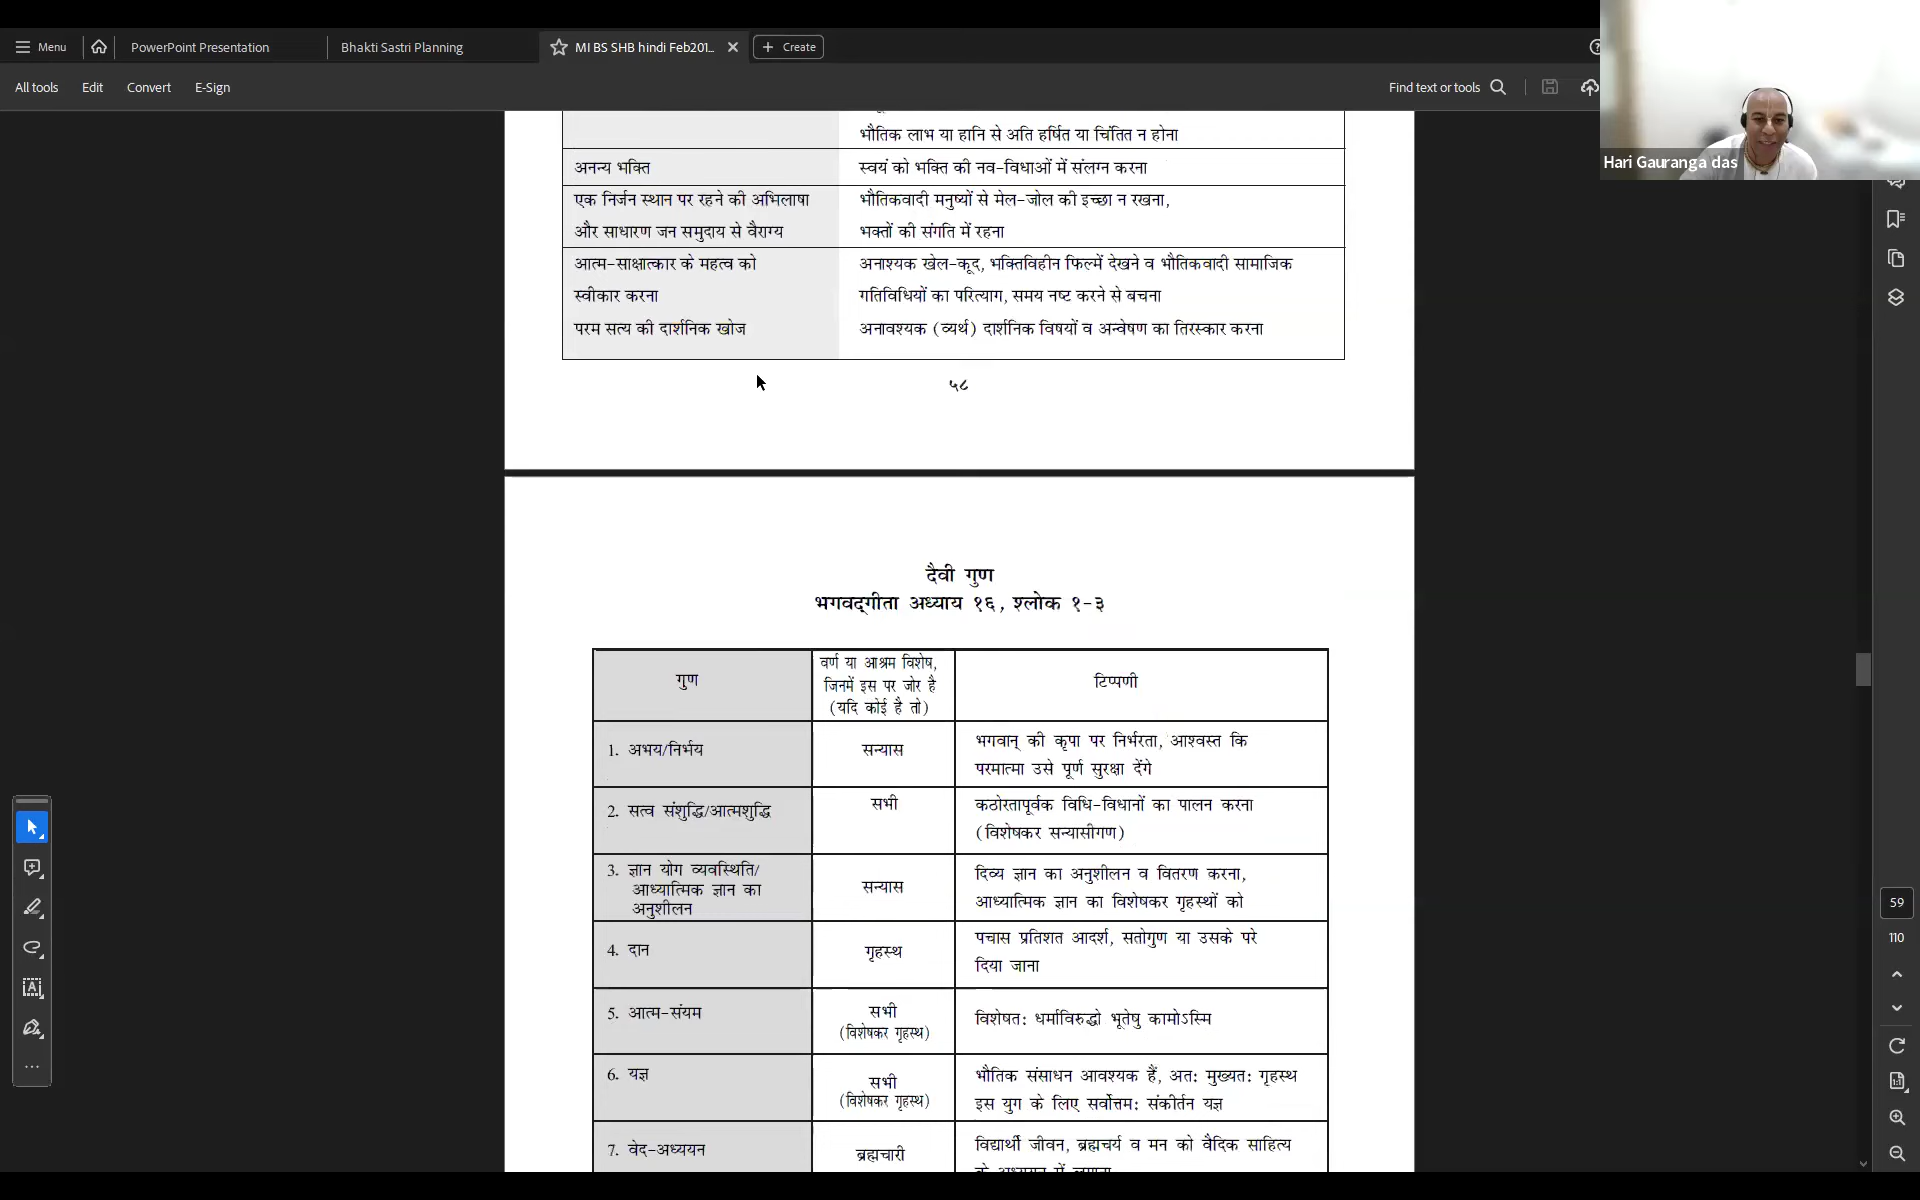 Menu
PowerPoint Presentation
Bhakti Sastri Planning
MI BS SHB hindi Feb201...
Create
All tools
Edit
Convert
E-Sign
Find text or tools
Hari Gauranga das
भौतिक लाभ या हानि से अति हर्षित या चिंतित न होना
अनन्य भक्ति
स्वयं को भक्ति की नव-विधाओं में संलग्न करना
एक निर्जन स्थान पर रहने की अभिलाषा
और साधारण जन समुदाय से वैराग्य
भौतिकवादी मनुष्यों से मेल-जोल की इच्छा न रखना,
भक्तों की संगति में रहना
आत्म-साक्षात्कार के महत्व को
स्वीकार करना
अनाश्यक खेल-कूद, भक्तिविहीन फिल्में देखने व भौतिकवादी सामाजिक
गतिविधियों का परित्याग, समय नष्ट करने से बचना
परम सत्य की दार्शनिक खोज
अनावश्यक (व्यर्थ) दार्शनिक विषयों व अन्वेषण का तिरस्कार करना
५८
दैवी गुण
भगवद्गीता अध्याय १६, श्लोक १-३
गुण
वर्ण या आश्रम विशेष,
जिनमें इस पर जोर है
(यदि कोई है तो)
टिप्पणी
1. अभय/निर्भय
सन्यास
भगवान् की कृपा पर निर्भरता, आश्वस्त कि
परमात्मा उसे पूर्ण सुरक्षा देंगे
2. सत्व संशुद्धि/आत्मशुद्धि
सभी
कठोरतापूर्वक विधि-विधानों का पालन करना
(विशेषकर सन्यासीगण)
3. ज्ञान योग व्यवस्थिति/
आध्यात्मिक ज्ञान का
अनुशीलन
सन्यास
दिव्य ज्ञान का अनुशीलन व वितरण करना,
आध्यात्मिक ज्ञान का विशेषकर गृहस्थों को
4. दान
गृहस्थ
पचास प्रतिशत आदर्श, सतोगुण या उसके परे
दिया जाना
5. आत्म-संयम
सभी
(विशेषकर गृहस्थ)
विशेषत: धर्माविरुद्धो भूतेषु कामोऽस्मि
6. यज्ञ
सभी
(विशेषकर गृहस्थ)
भौतिक संसाधन आवश्यक हैं, अत: मुख्यत: गृहस्थ
इस युग के लिए सर्वोत्तम: संकीर्तन यज्ञ
7. वेद-अध्ययन
ब्रह्मचारी
विद्यार्थी जीवन, ब्रह्मचर्य व मन को वैदिक साहित्य
59
110